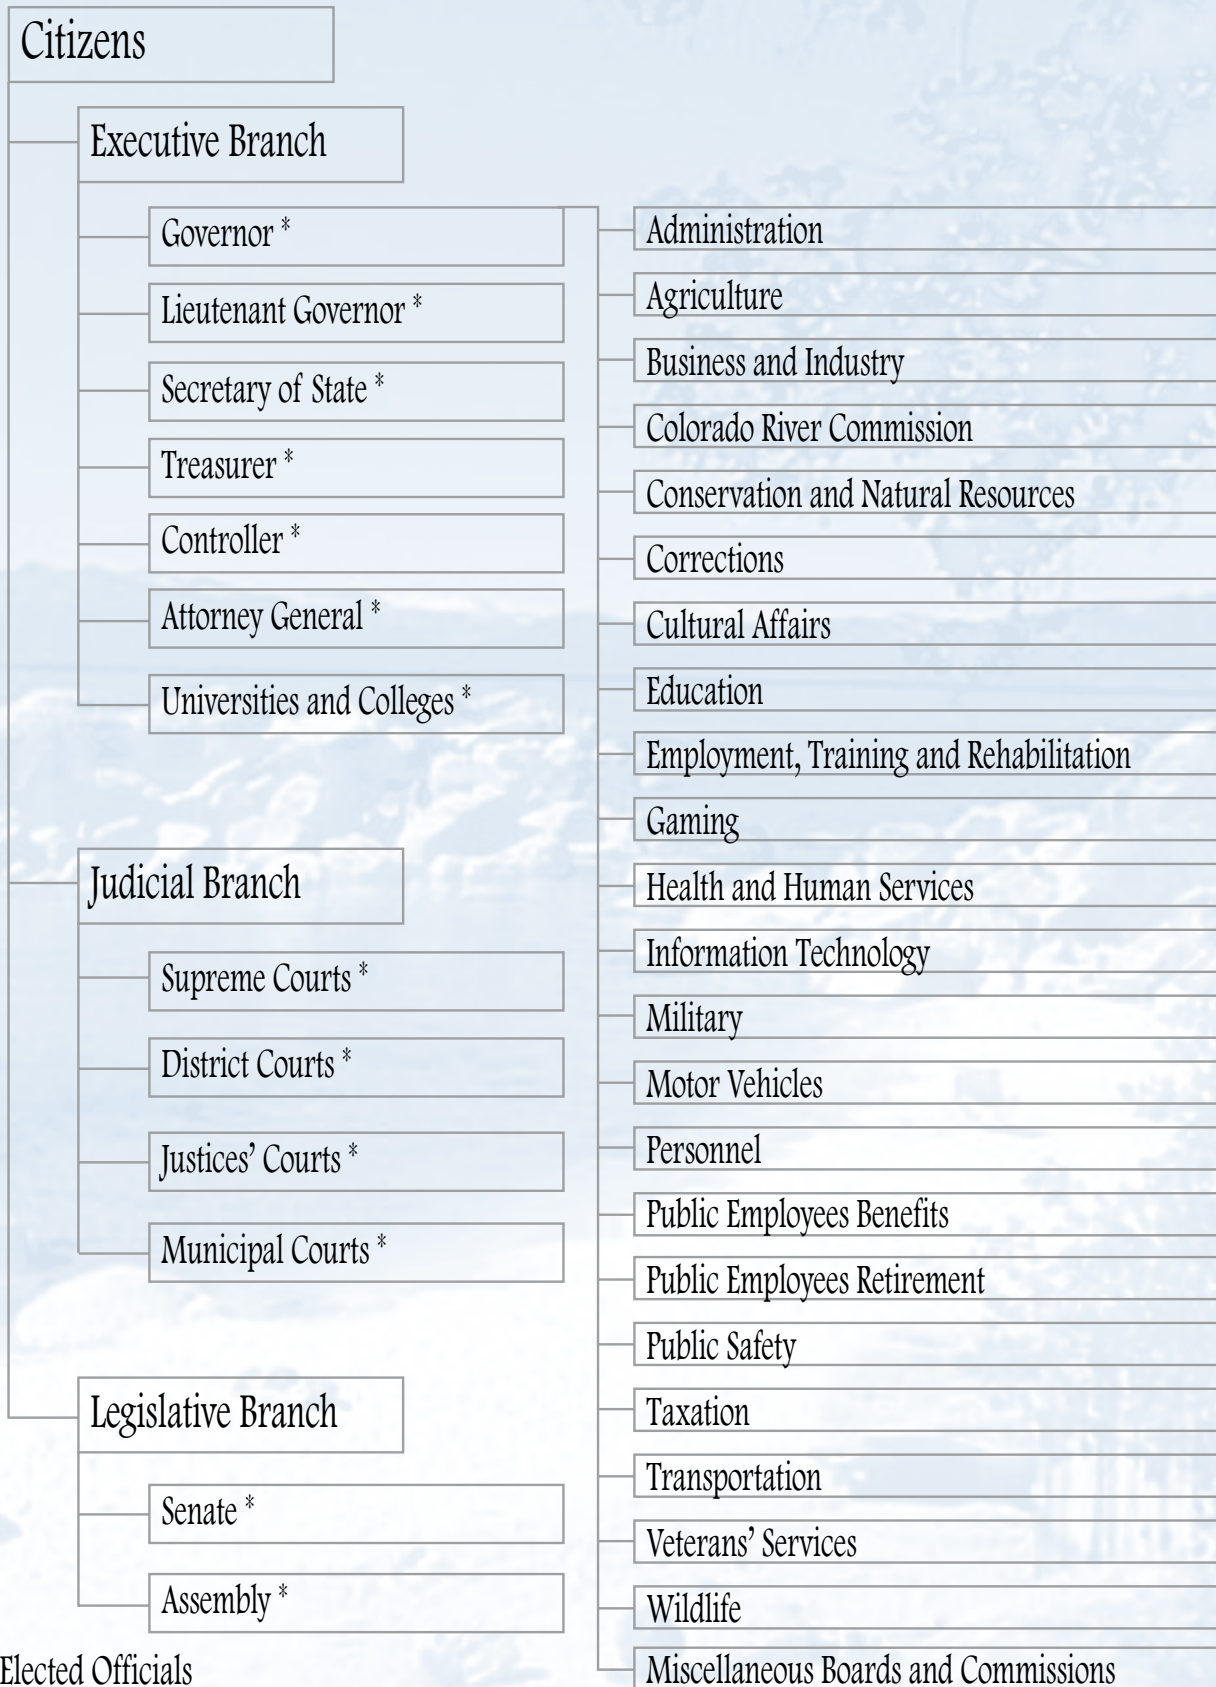 Citizens
Executive Branch
Governor *
Lieutenant Governor *
Secretary of State *
Treasurer *
Controller *
Attorney General *
Universities and Colleges *
Judicial Branch
Supreme Courts *
District Courts *
Justices’ Courts *
Municipal Courts *
Legislative Branch
Senate *
Assembly *
Elected Officials
Administration
Agriculture
Business and Industry
Colorado River Commission
Conservation and Natural Resources
Corrections
Cultural Affairs
Education
Employment, Training and Rehabilitation
Gaming
Health and Human Services
Information Technology
Military
Motor Vehicles
Personnel
Public Employees Benefits
Public Employees Retirement
Public Safety
Taxation
Transportation
Veterans’ Services
Wildlife
Miscellaneous Boards and Commissions